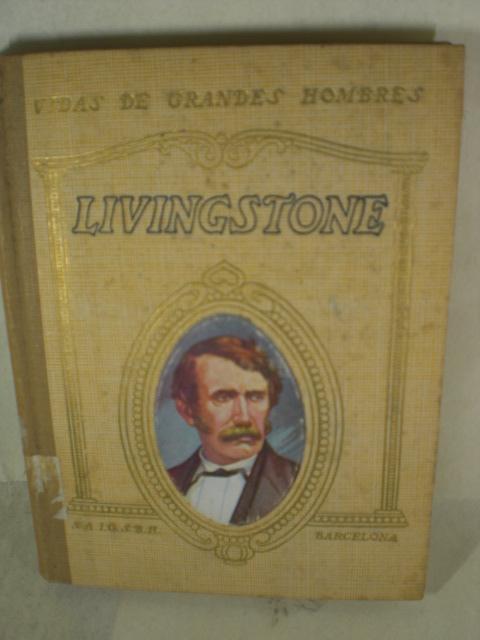 VIDAS DE GRANDES HOMBRES
LIVINGSTONE
BARCELONA